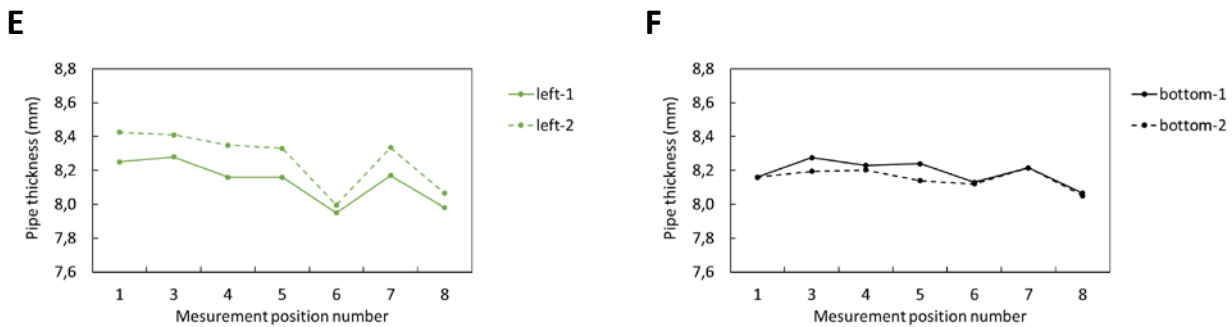 E
F
8,8
8,6
8,4
8,2
8,0
7,8
7,6
Pipe thickness (mm)
1 3 4 5 6 7 8
Mesurement position number
left-1
left-2
8,8
8,6
8,4
8,2
8,0
7,8
7,6
Pipe thickness (mm)
1 3 4 5 6 7 8
Mesurement position number
bottom-1
bottom-2